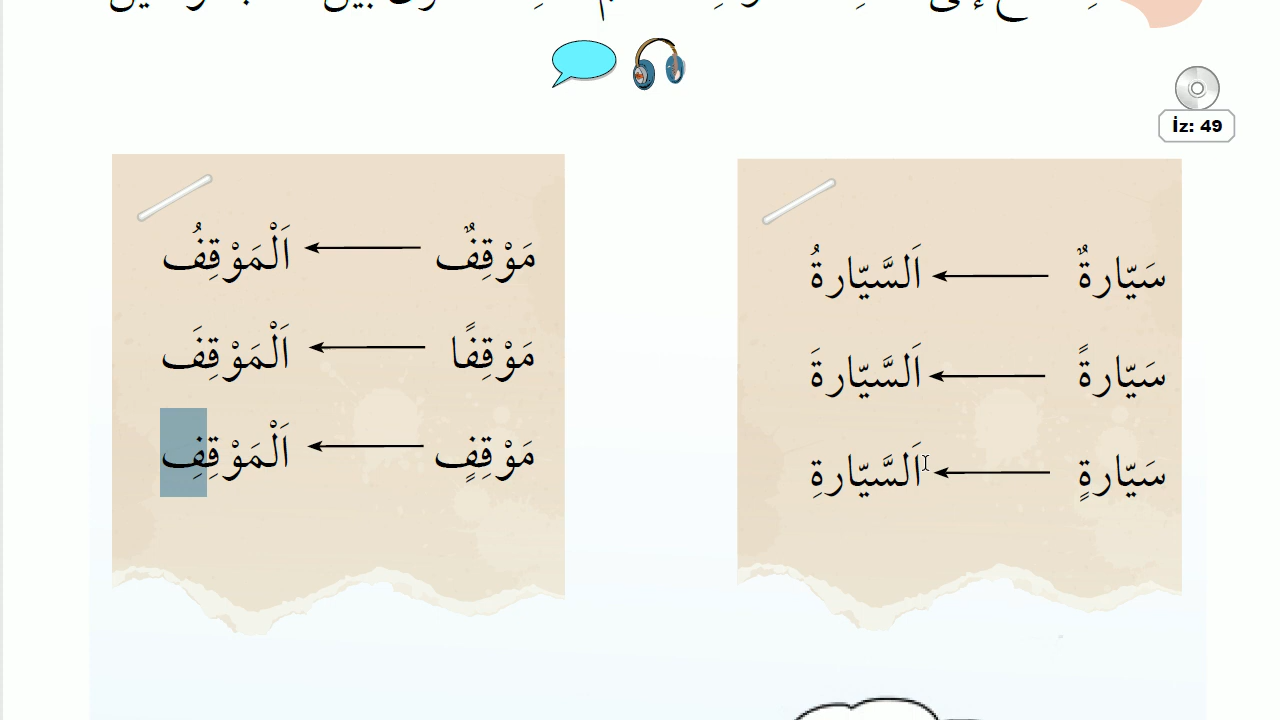 İz: 49
سَيّارةٌ ← اَلسَّيّارةُ
سَيّارةً ← اَلسَّيّارةَ
سَيّارةٍ ← اَلسَّيّارةِ
مَوْقِفٌ ← اَلْمَوْقِفُ
مَوْقِفًا ← اَلْمَوْقِفَ
مَوْقِفٍ ← اَلْمَوْقِفِ